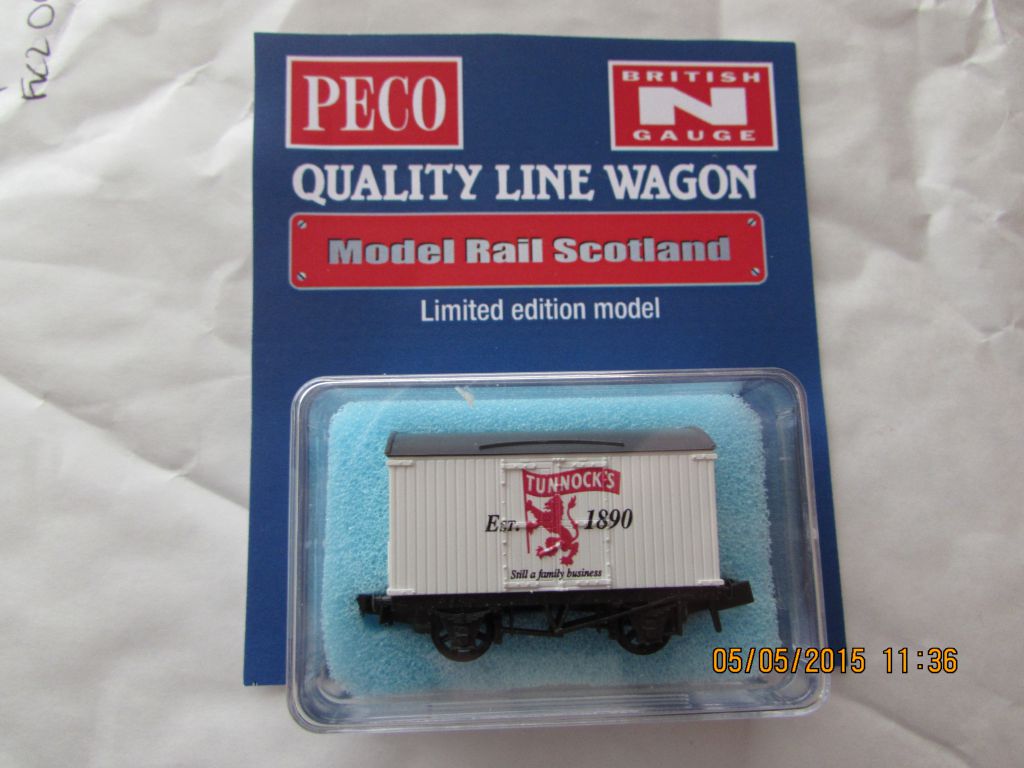 PECO
BRITISH
N
GAUGE
QUALITY LINE WAGON
Model Rail Scotland
Limited edition model
TUNNOCK'S
EST. 1890
Still a family business
05/05/2015 11:36